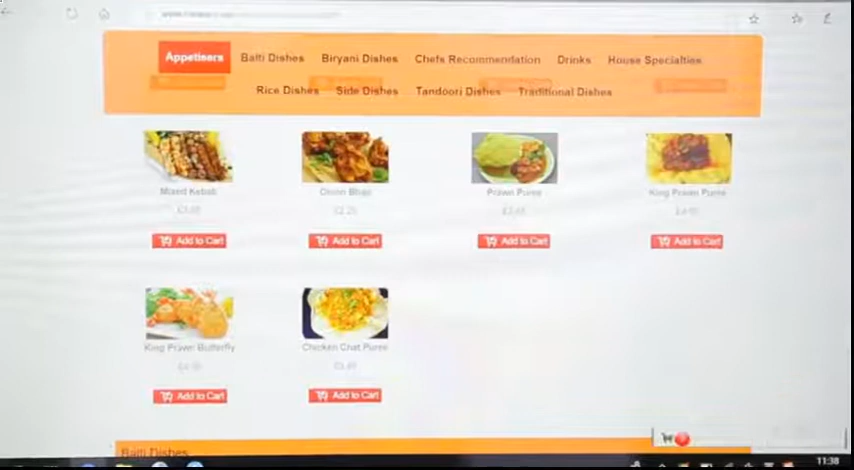 Appetisers Balti Dishes Biryani Dishes Chefs Recommendation Drinks House Specialties
Rice Dishes Side Dishes Tandoori Dishes Traditional Dishes
Mixed Kebab Onion Bhaji Prawn Puree King Prawn Puree
Add to Cart Add to Cart Add to Cart Add to Cart
King Prawn Butterfly Chicken Chat Puree
Add to Cart Add to Cart
Balti Dishes
11:38